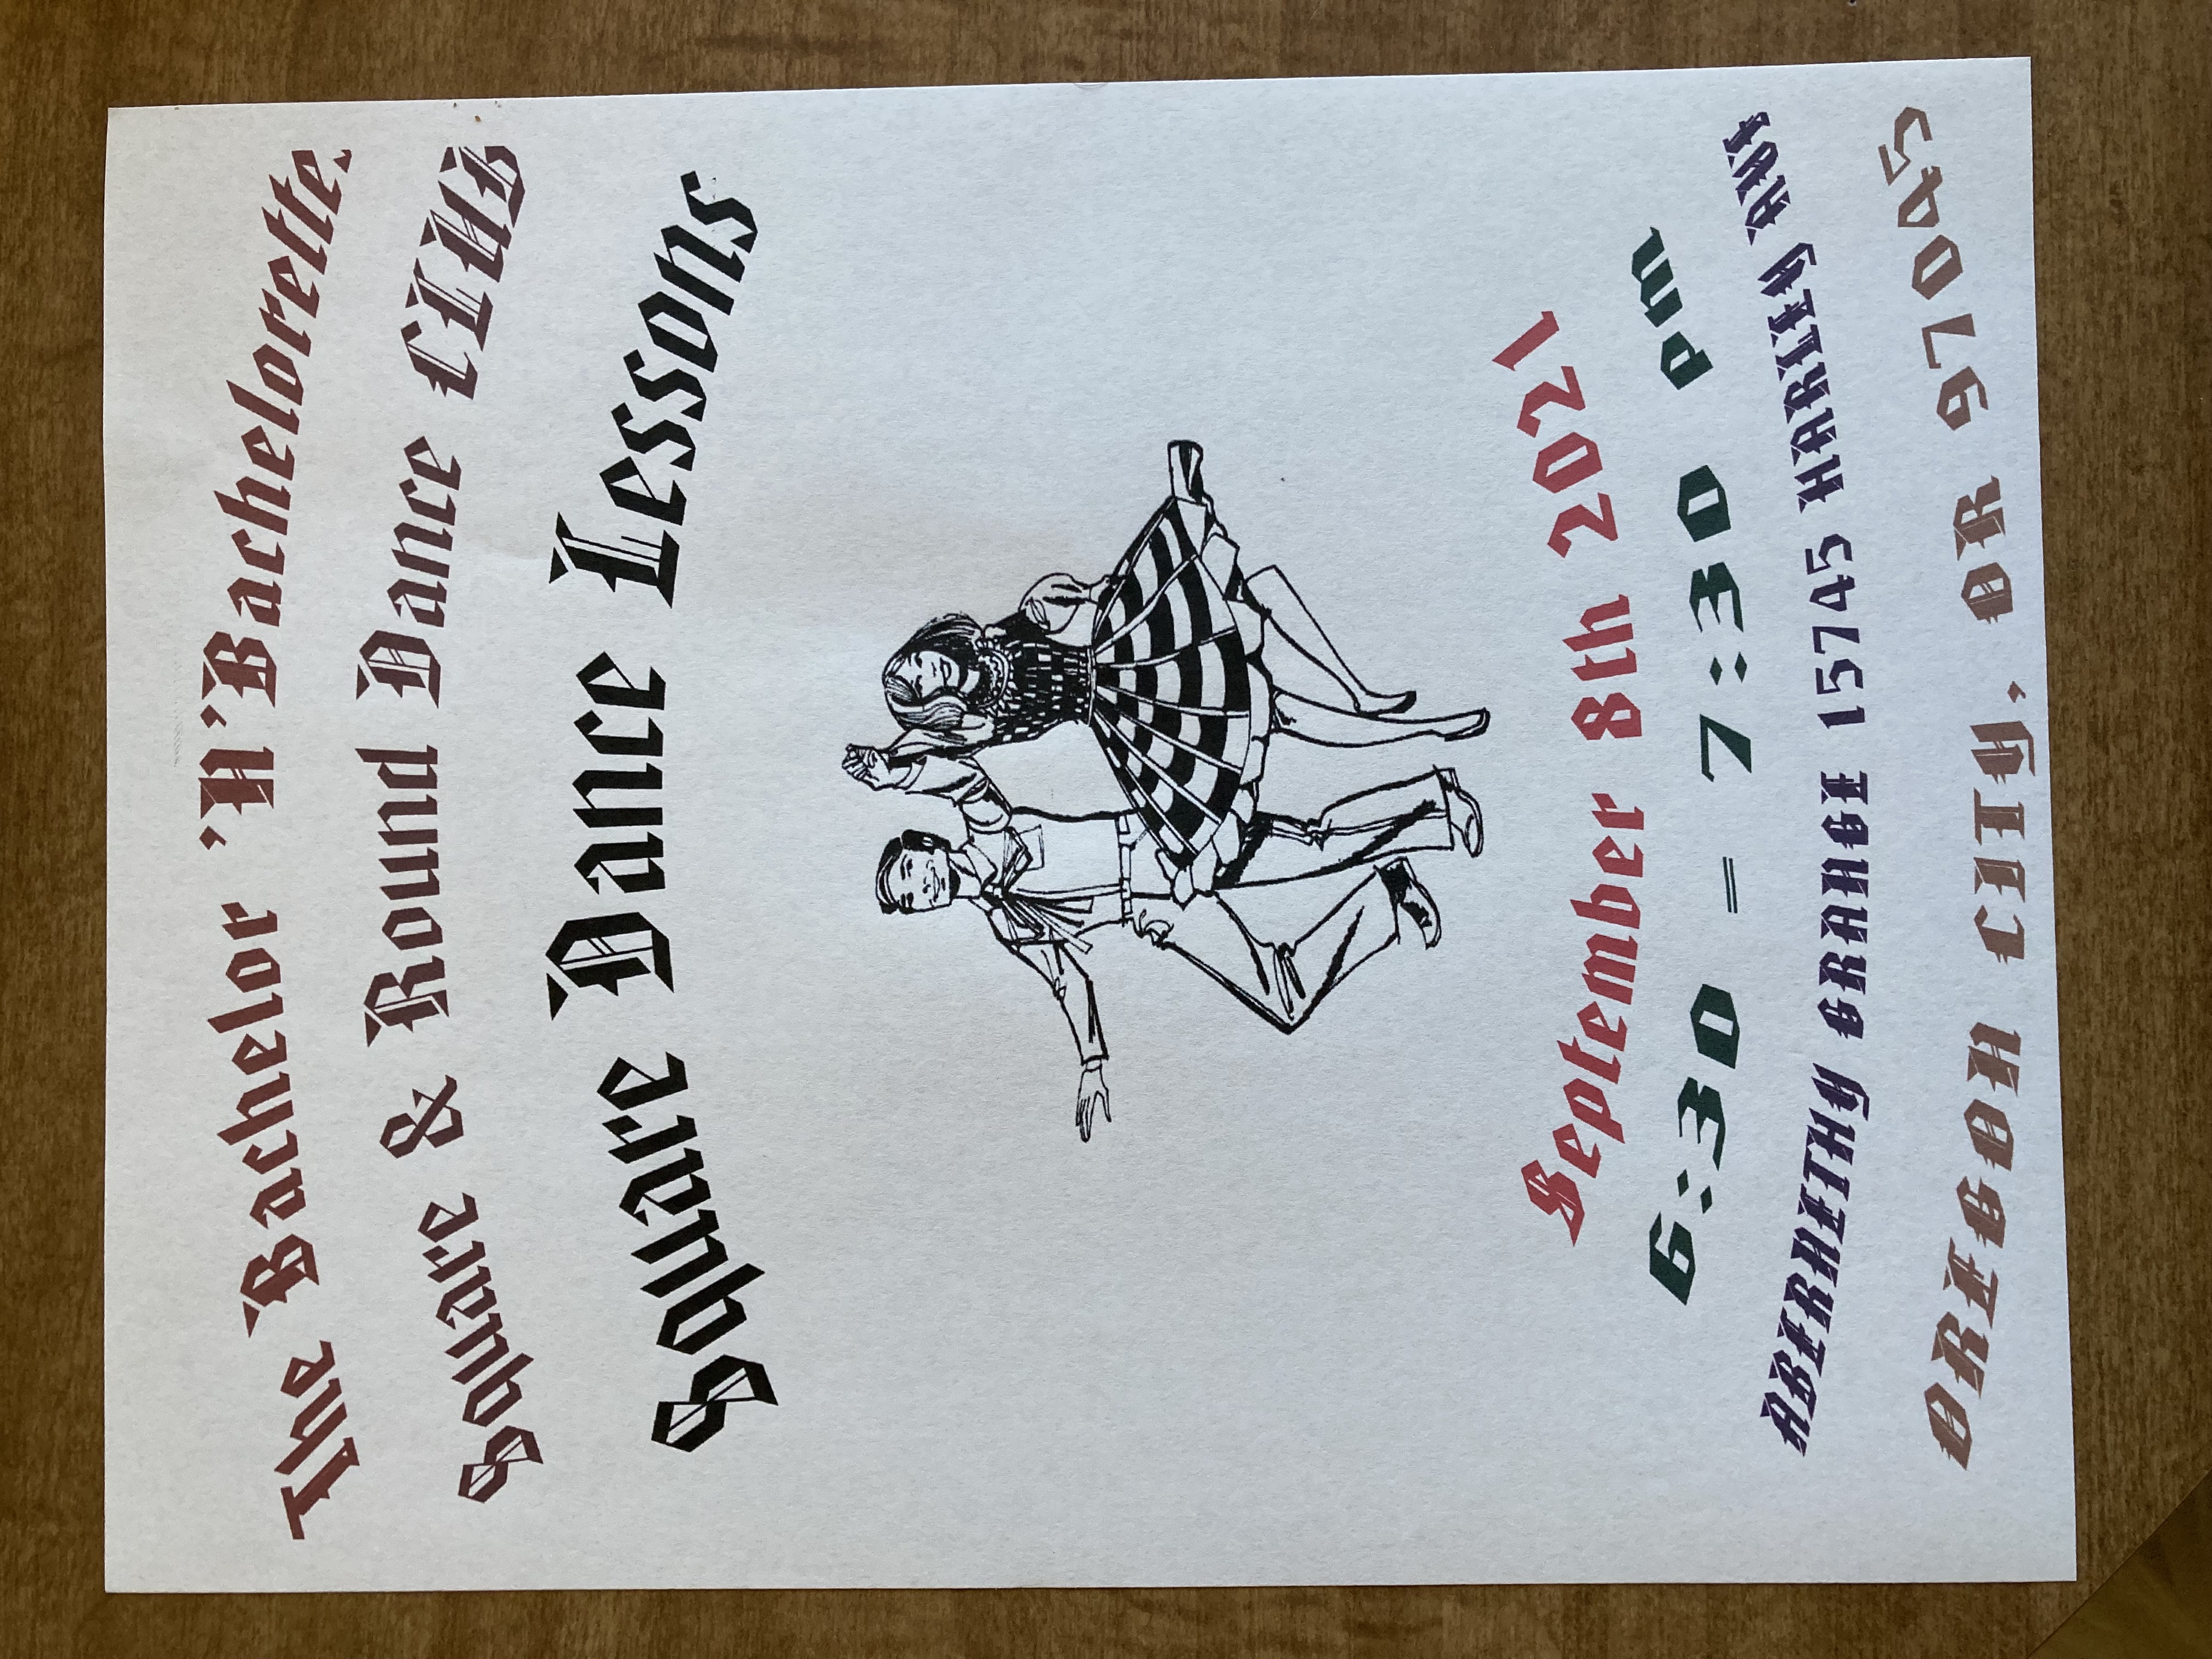 The Bachelor 'N'Bachelorette.
Square & Round Dance CLUB
Square Dance Lessons
September 8th 2021
6:30 - 7:30 pm
ABERNETHY GRANGE 15745 HARLEY AVE
OREGON CITY, OR 97045